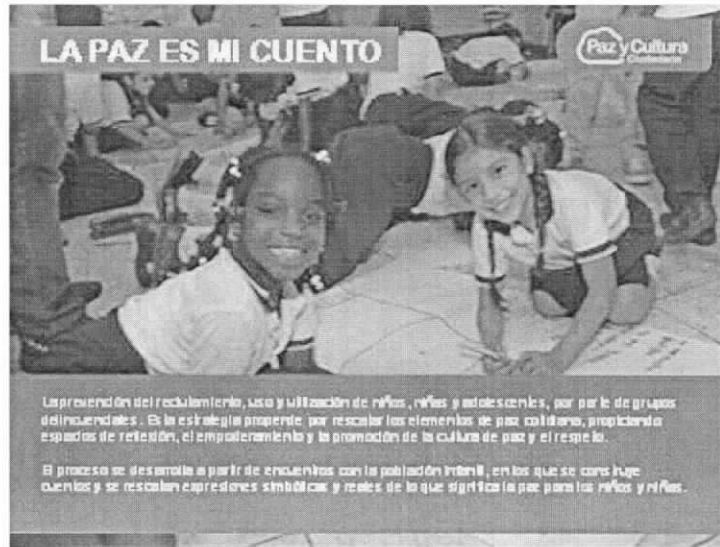 LA PAZ ES MI CUENTO
Paz y Cultura
Ciudadana
La prevención del reclutamiento, uso y utilización de niños, niñas y adolescentes, por parte de grupos
delincuenciales. Esta estrategia propende por rescatar los elementos de paz cotidiano, propiciando
espacios de reflexión, el empoderamiento y la promoción de la cultura de paz y el respeto.
El proceso se desarrolla a partir de encuentros con la población infantil, en los que se construye
cuentos y se rescatan expresiones simbólicas y reales de lo que significa la paz para los niños y niñas.